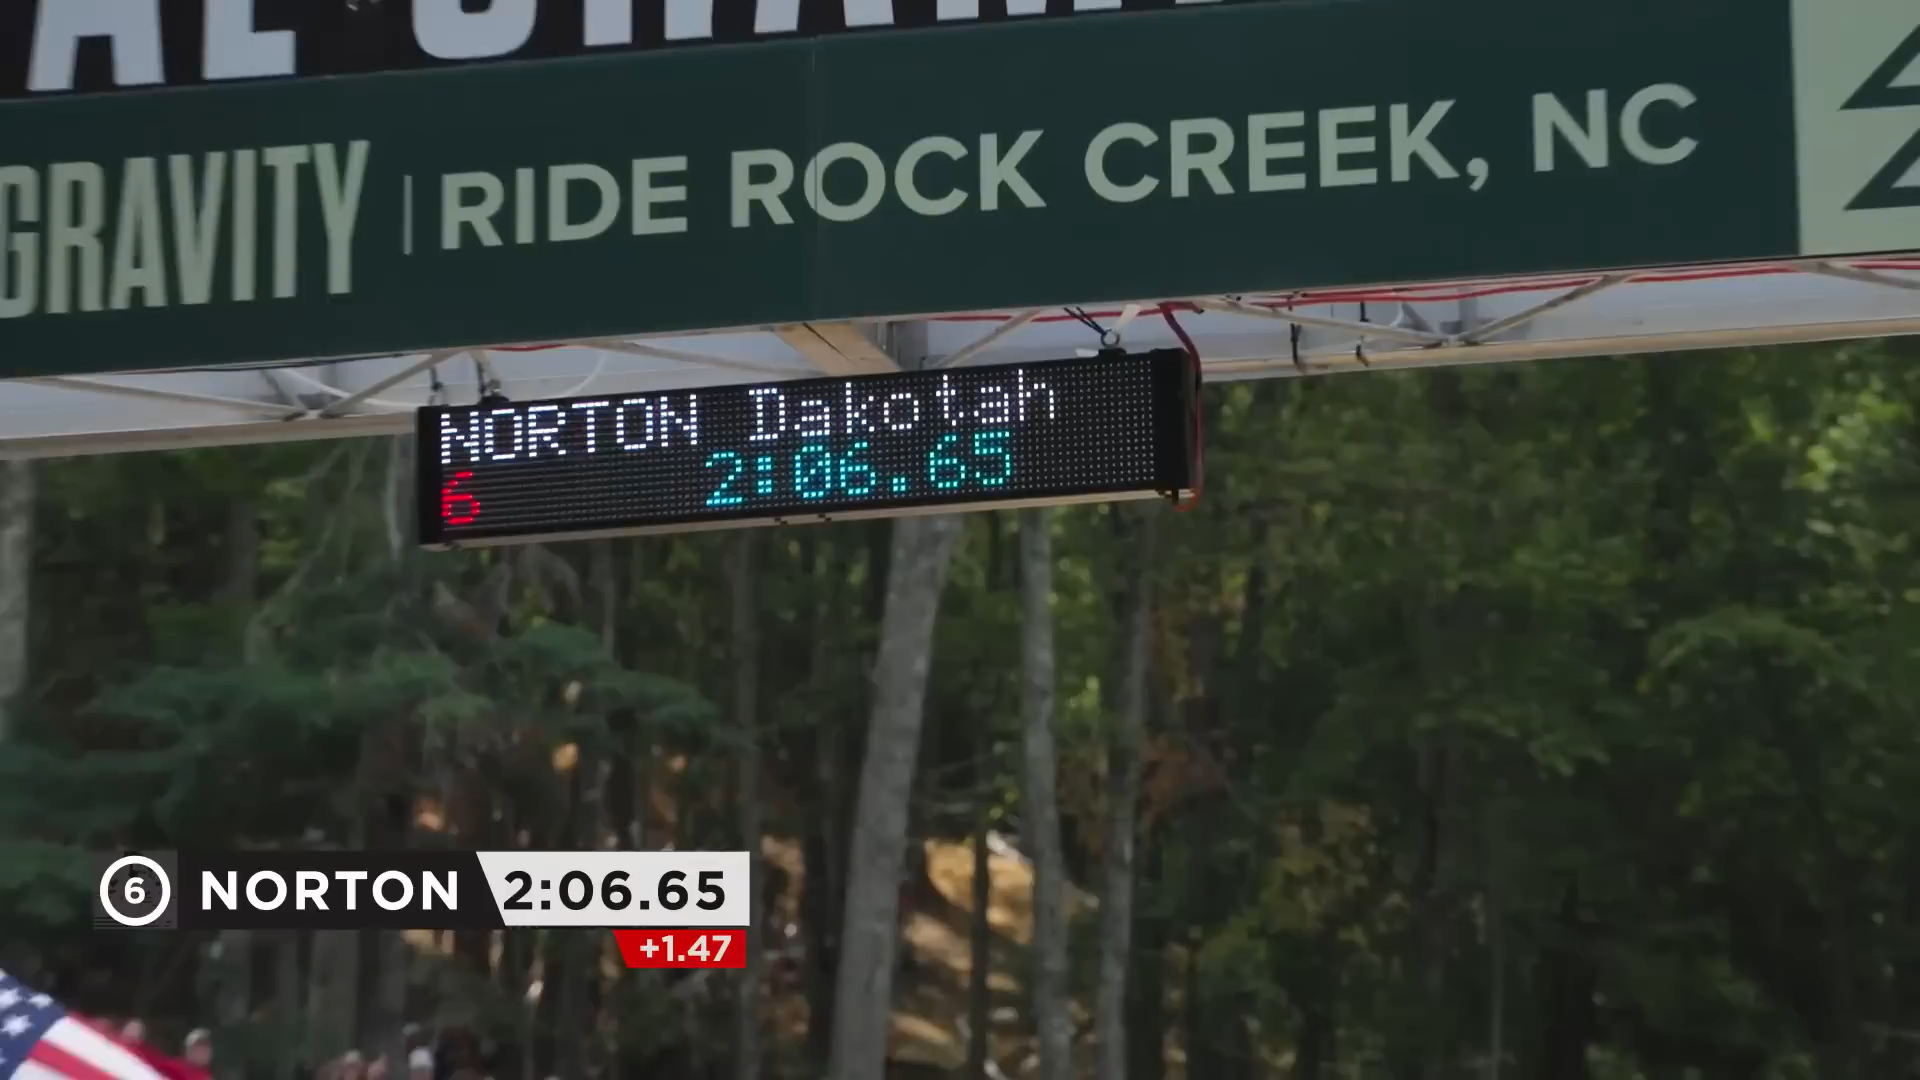 GRAVITY | RIDE ROCK CREEK, NC
NORTON Dakotah
6 2:06.65
6 NORTON 2:06.65
+1.47